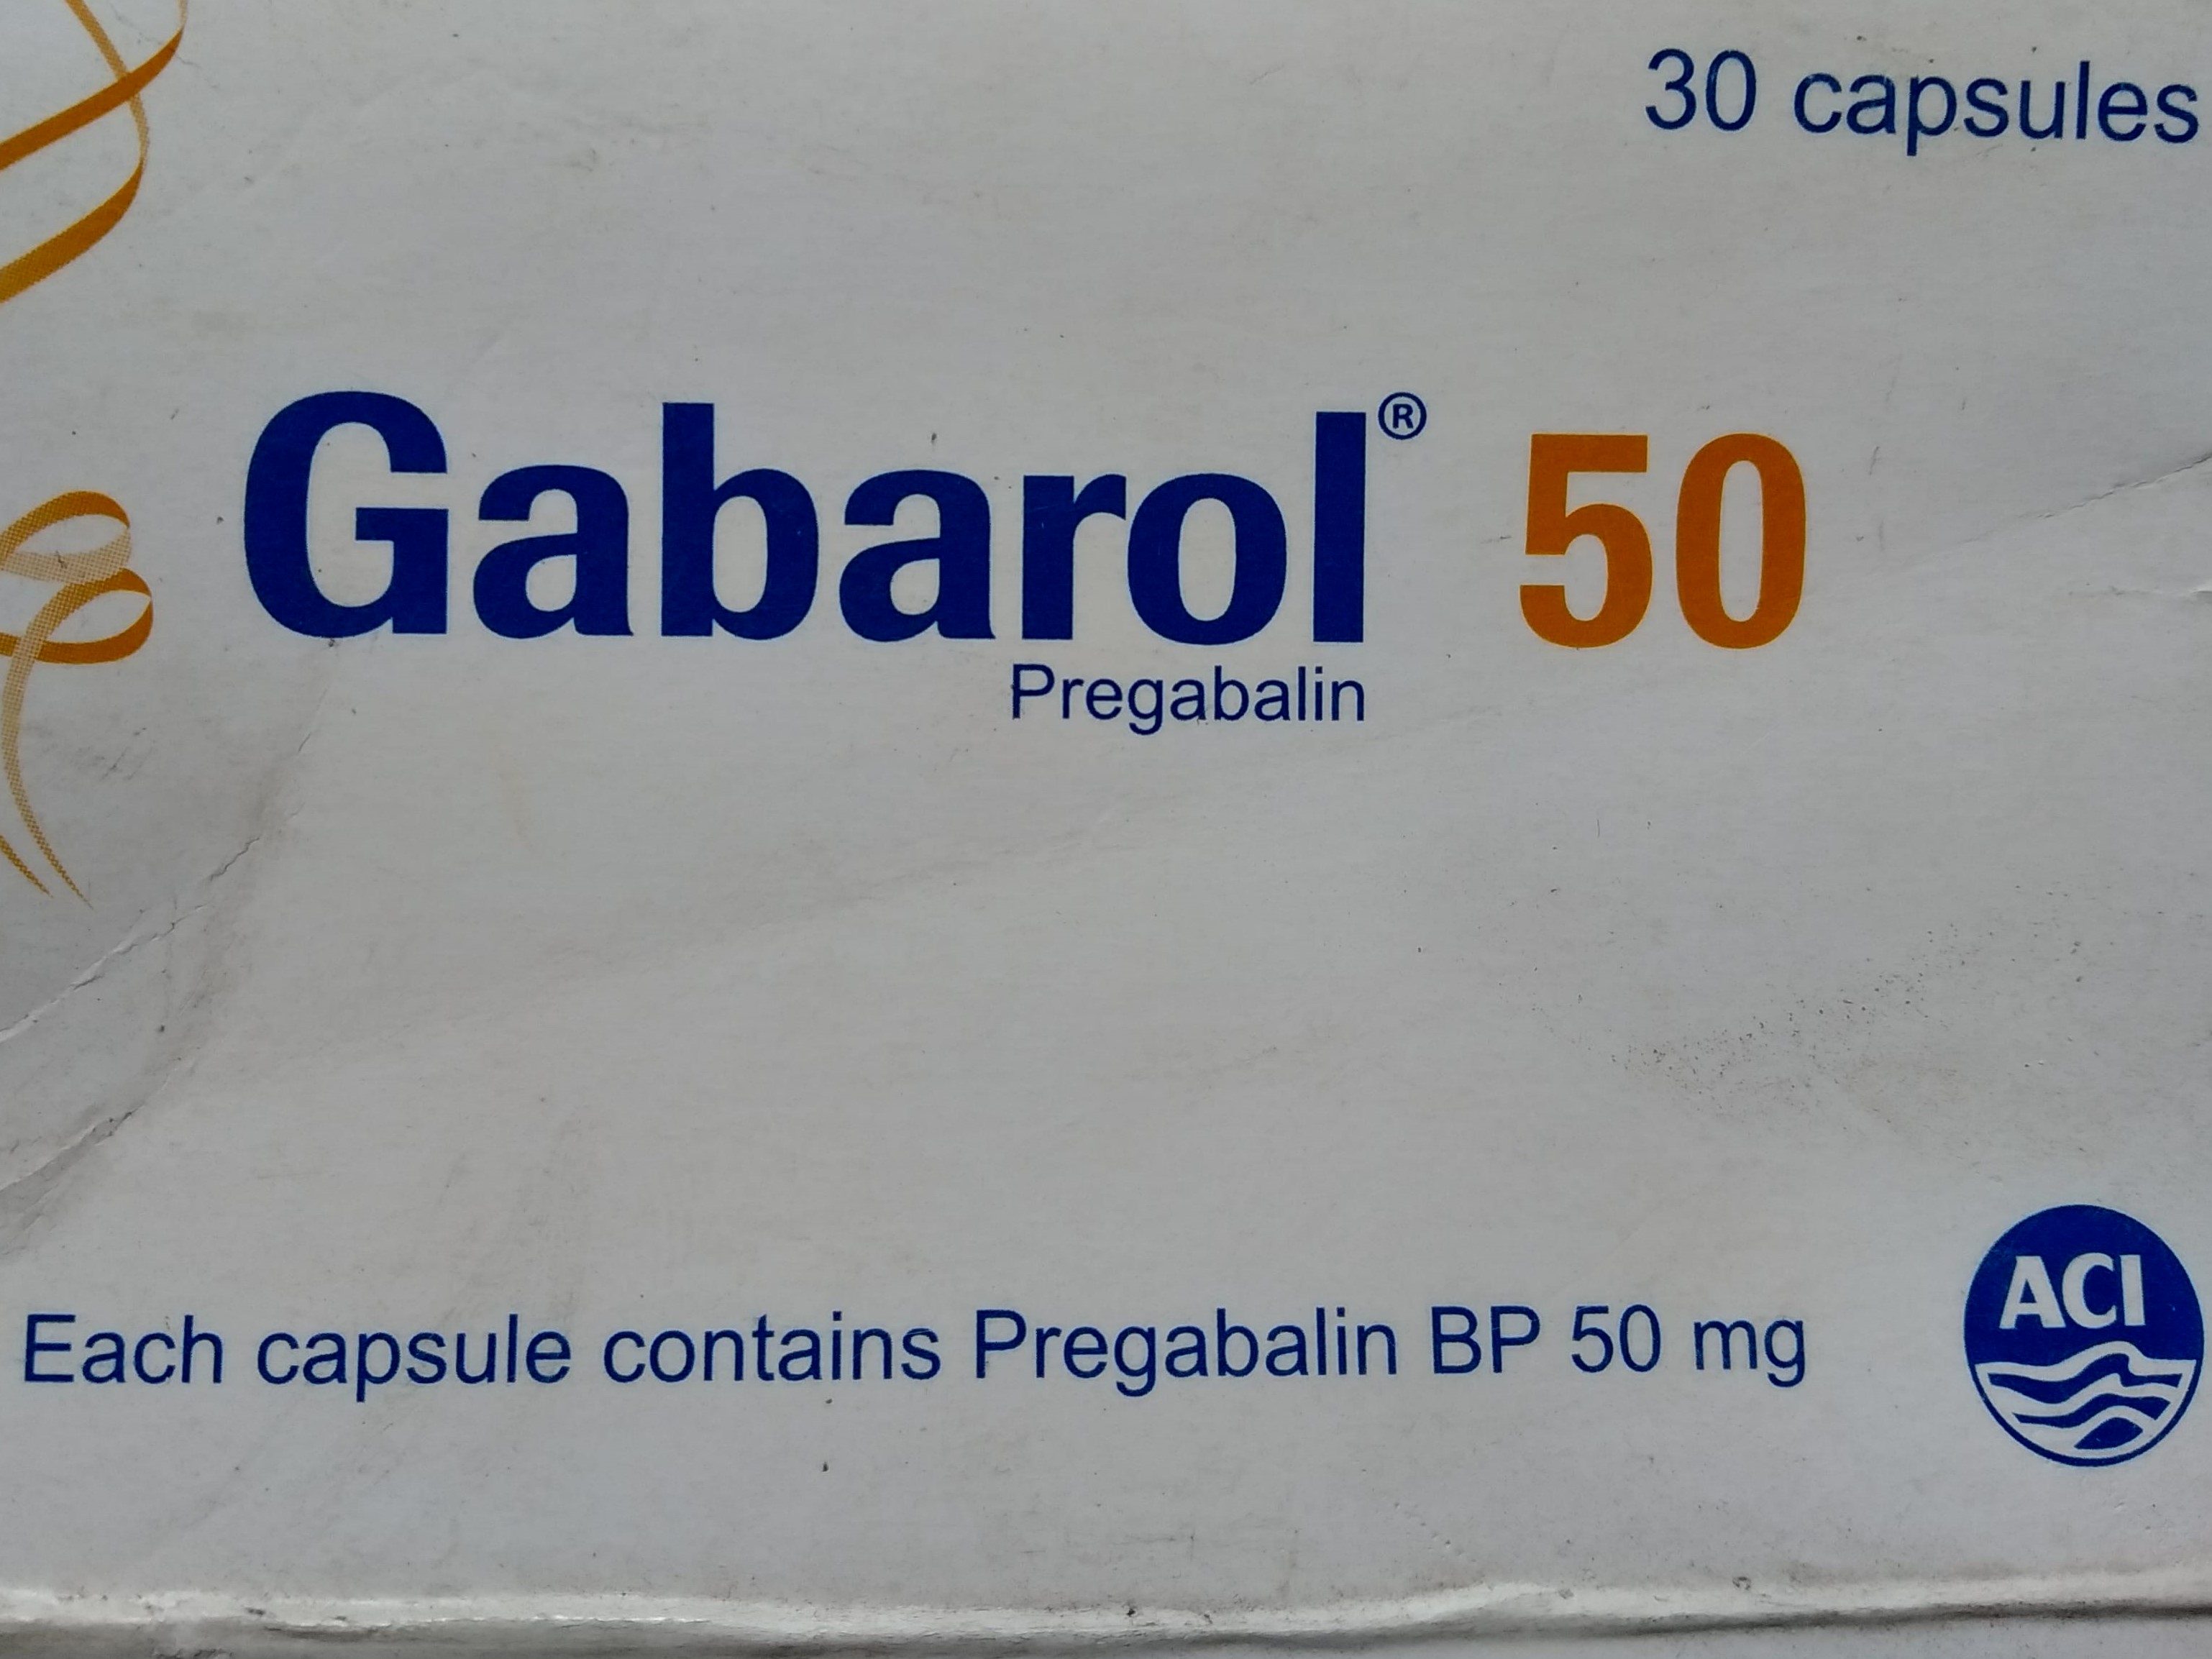 30 capsules
Gabarol® 50
Pregabalin
Each capsule contains Pregabalin BP 50 mg
ACI